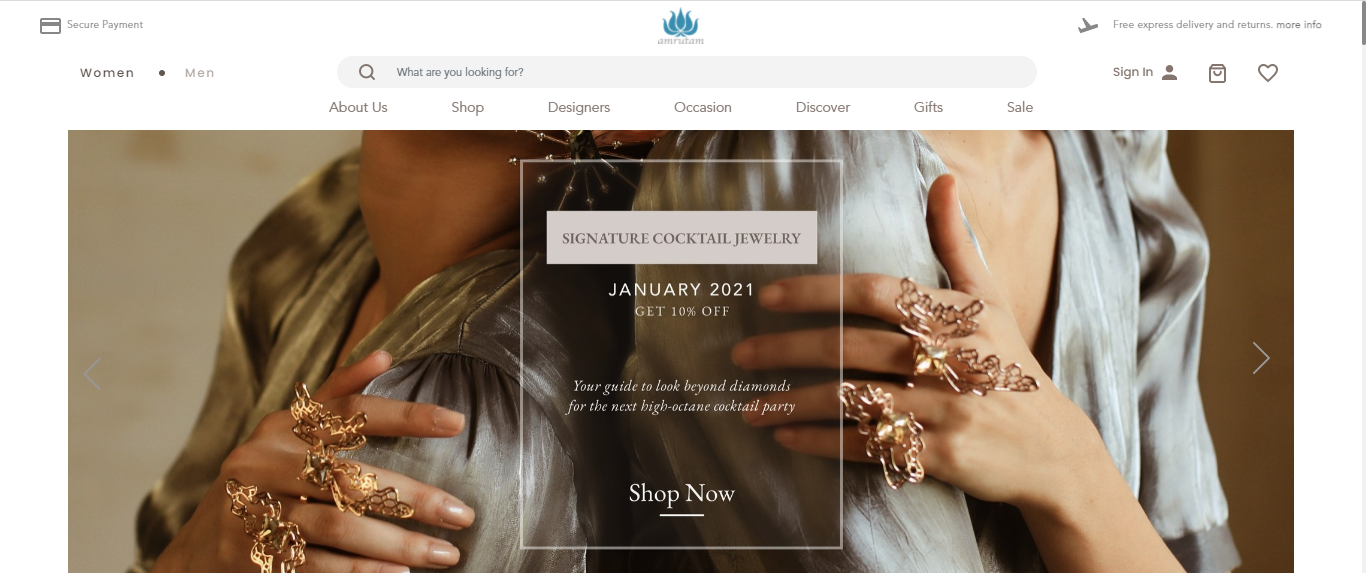 Secure Payment
amrutam
Free express delivery and returns. more info
Women
Men
What are you looking for?
Sign In
About Us
Shop
Designers
Occasion
Discover
Gifts
Sale
SIGNATURE COCKTAIL JEWELRY
JANUARY 2021
GET 10% OFF
Your guide to look beyond diamonds
for the next high-octane cocktail party
Shop Now